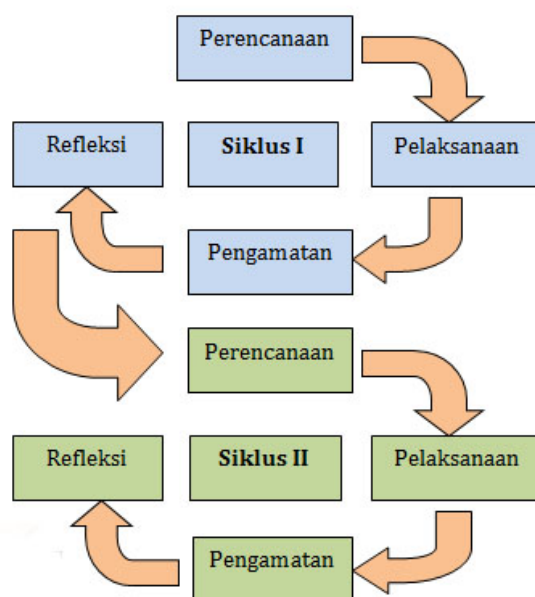 Perencanaan
Refleksi
Siklus I
Pelaksanaan
Pengamatan
Perencanaan
Refleksi
Siklus II
Pelaksanaan
Pengamatan